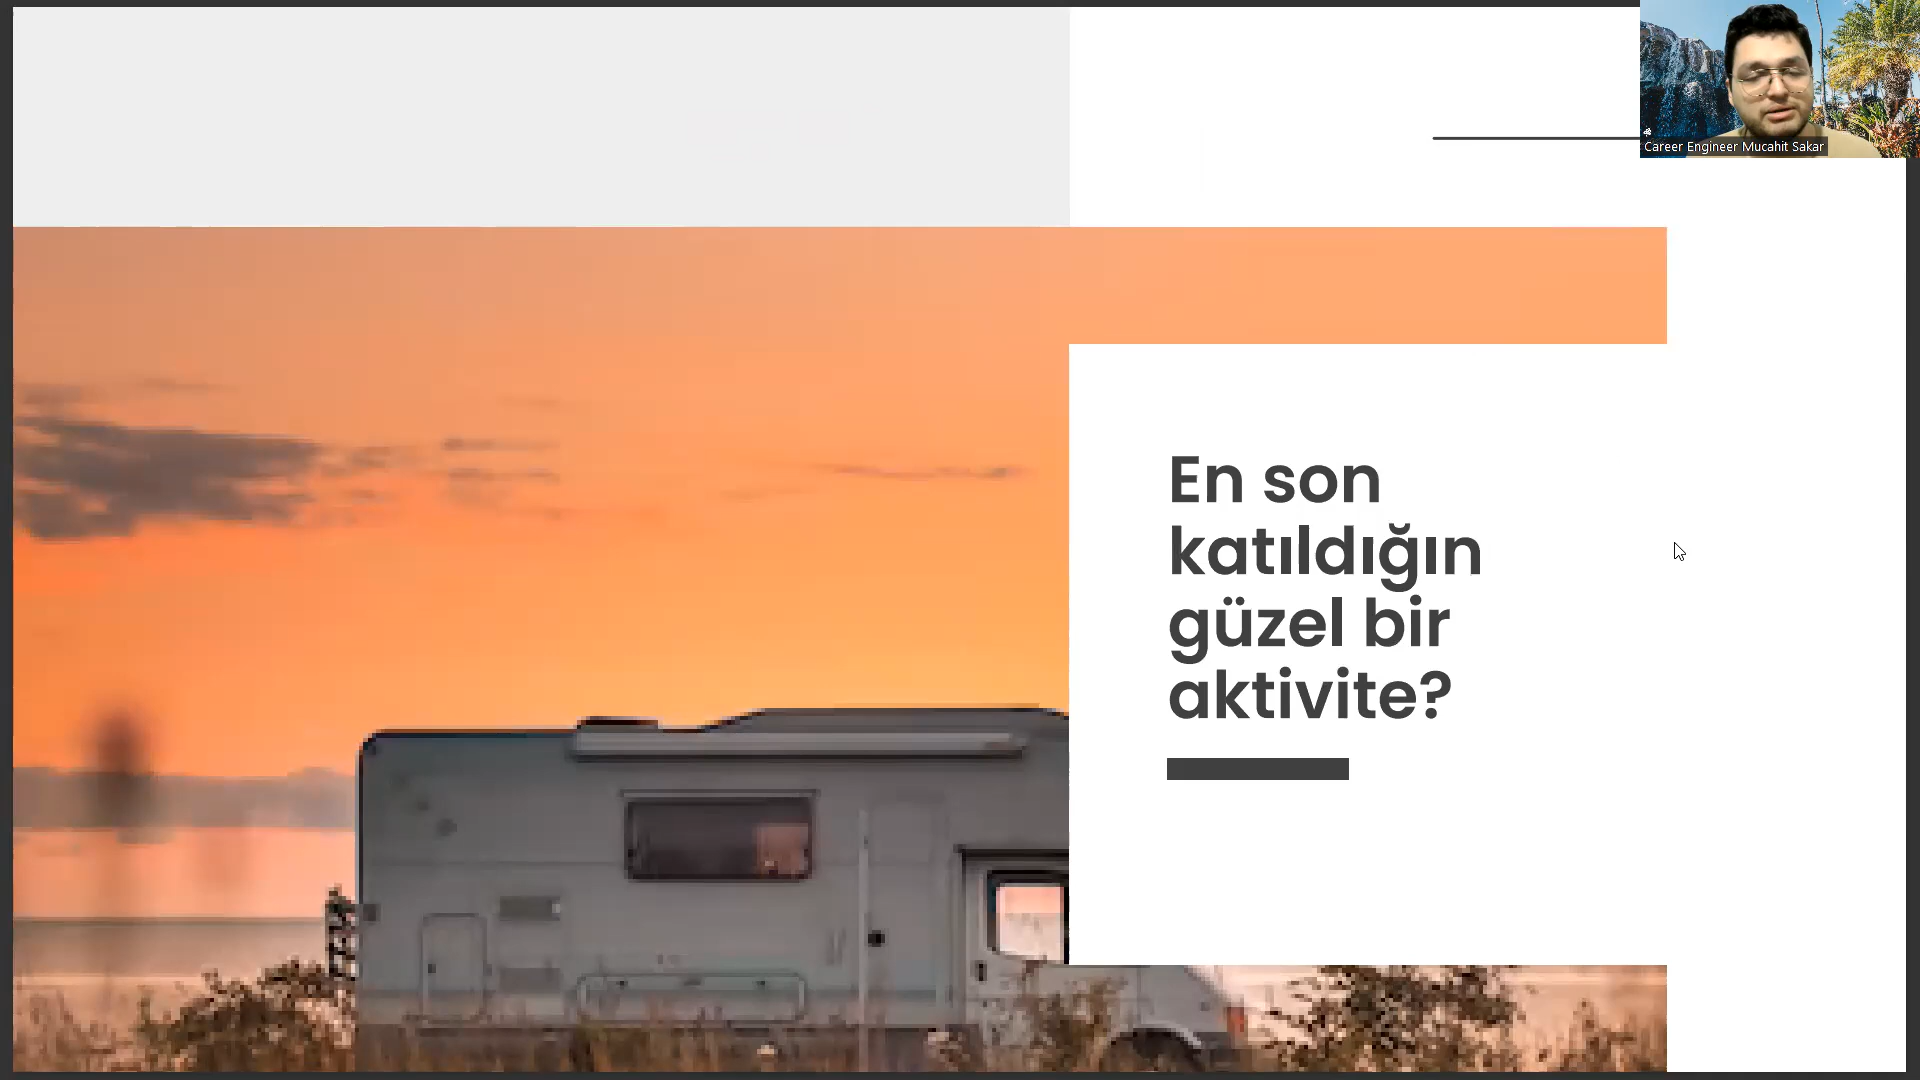 Career Engineer Mucahit Sakar
En son
katıldığın
güzel bir
aktivite?